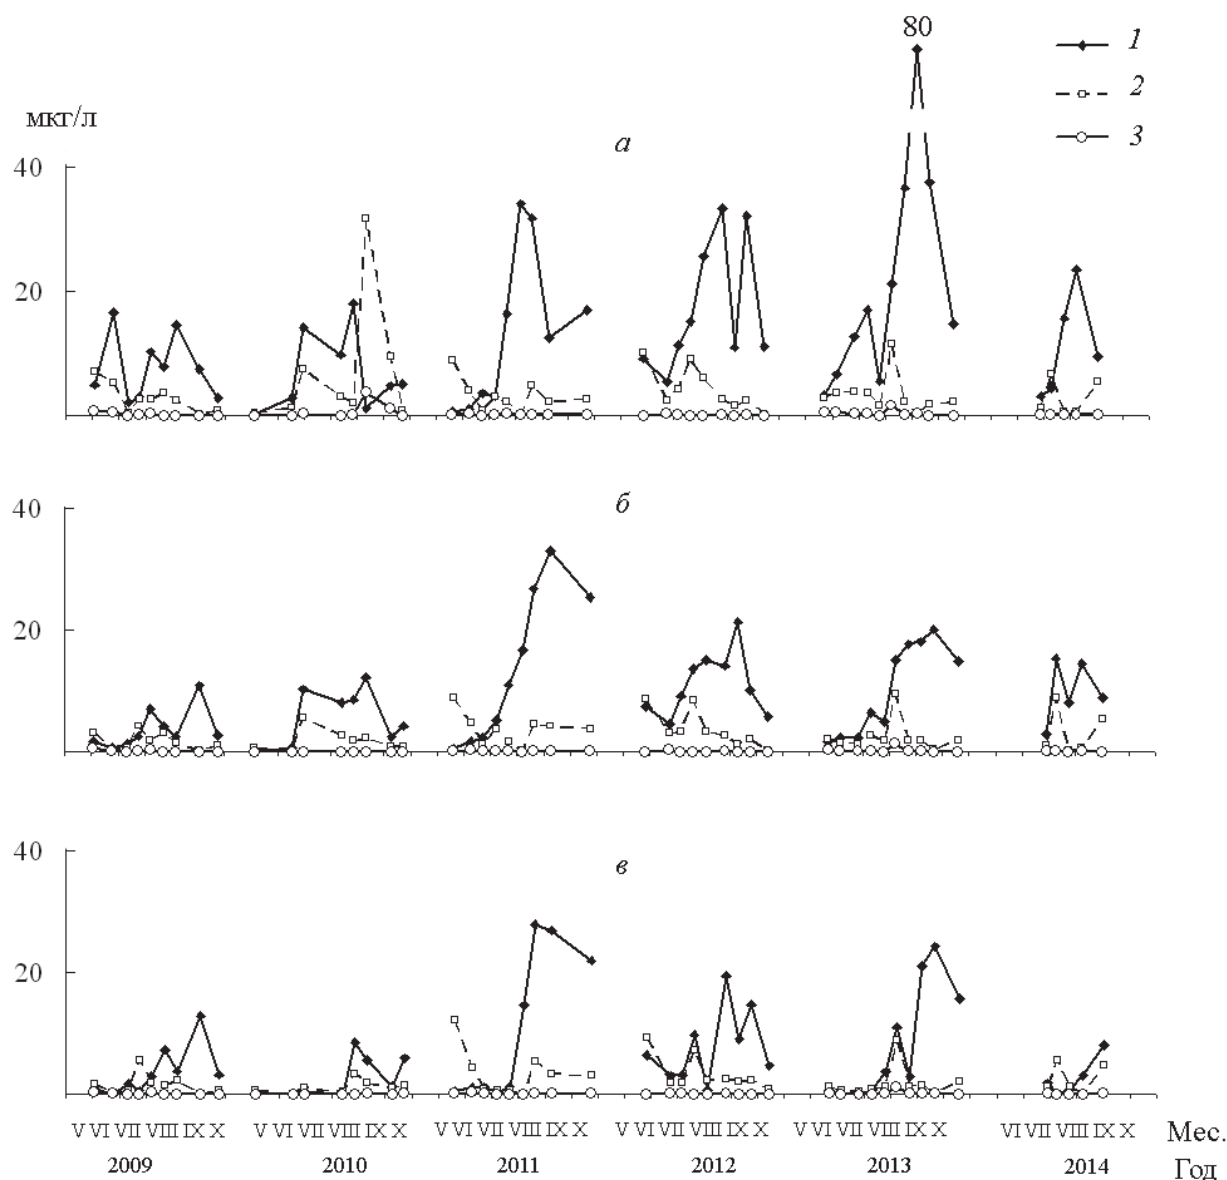 80
1
мкг/л
2
а
3
40
20
40
б
20
40
в
20
V VI VII VIII IX X V VI VII VIII IX X V VI VII VIII IX X V VI VII VIII IX X V VI VII VIII IX X VI VII VIII IX X Мес.
2009 2010 2011 2012 2013 2014 Год